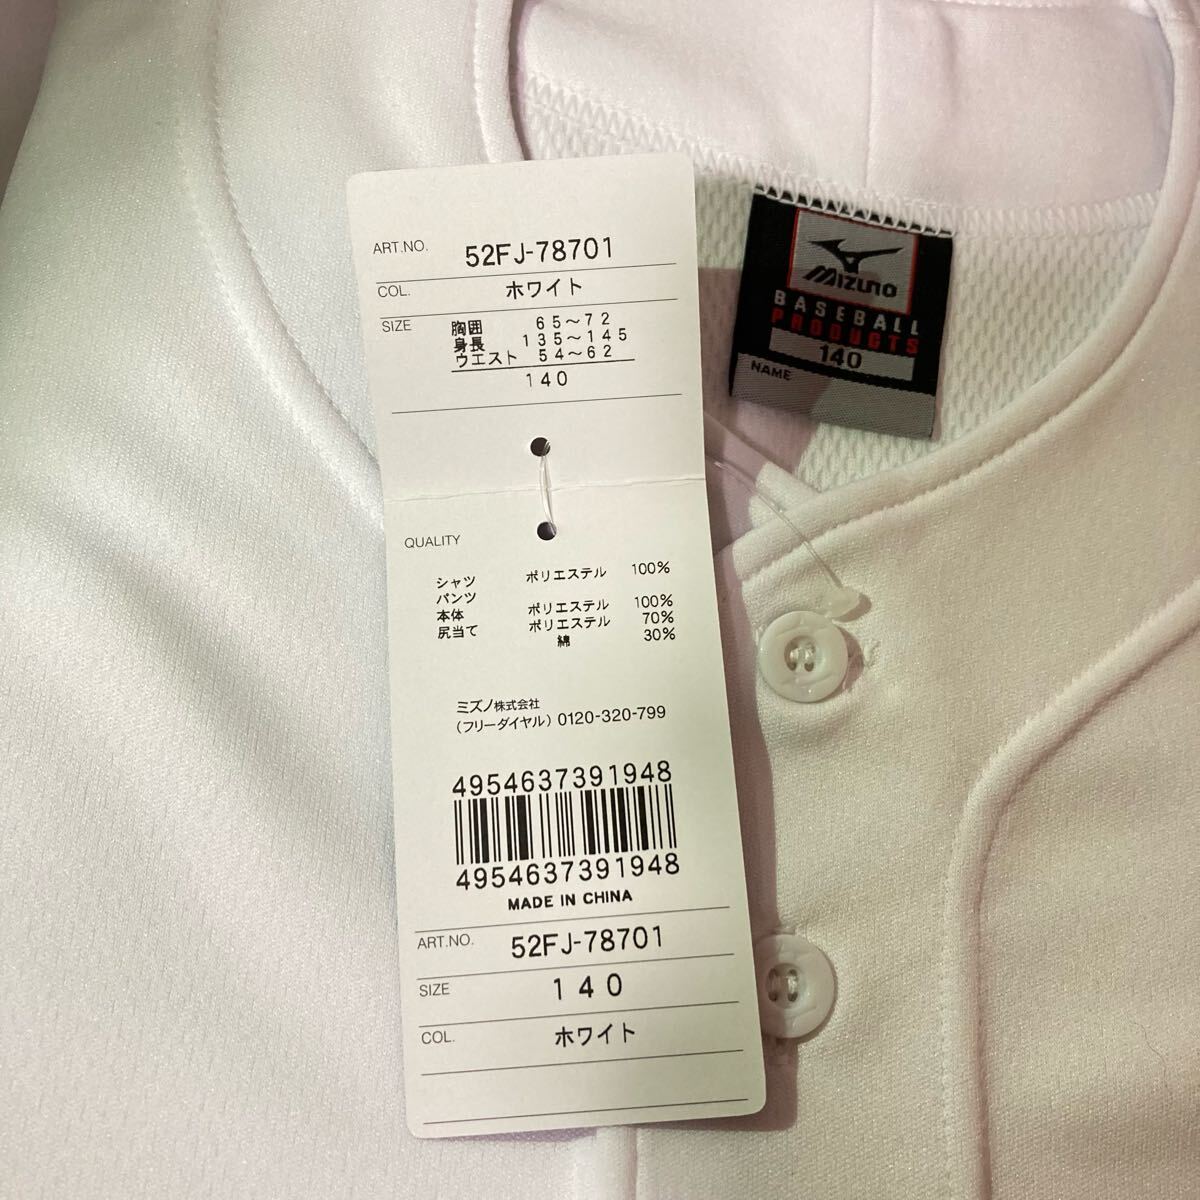 ART.NO. 52FJ-78701
COL. ホワイト
SIZE 胸囲 65〜72
身長 135〜145
ウエスト 54〜62
140
QUALITY
シャツ ポリエステル 100%
パンツ
本体 ポリエステル 100%
尻当て ポリエステル 70%
綿 30%
ミズノ株式会社
(フリーダイヤル) 0120-320-799
4954637391948
4954637391948
MADE IN CHINA
ART.NO. 52FJ-78701
SIZE 140
COL. ホワイト
MIZUNO
BASEBALL
PRODUCTS
140
NAME